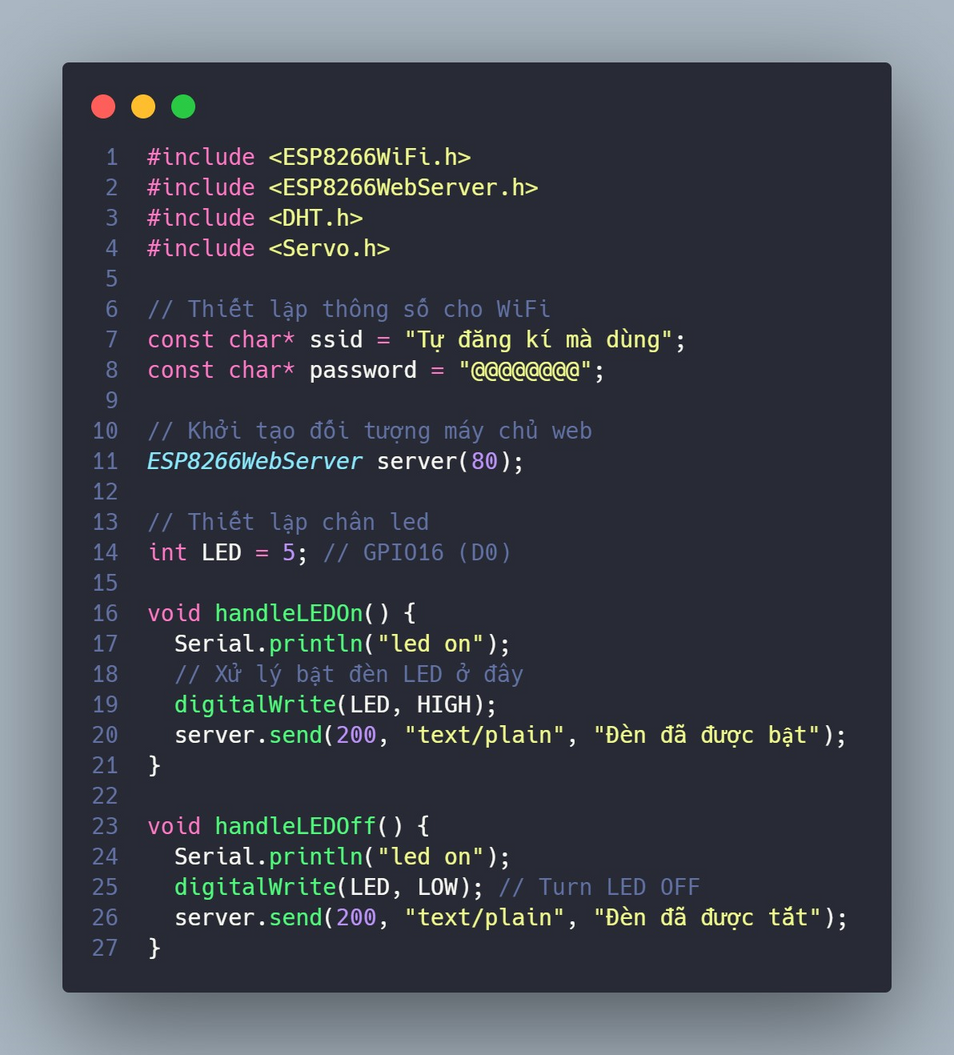 1 #include <ESP8266WiFi.h>
2 #include <ESP8266WebServer.h>
3 #include <DHT.h>
4 #include <Servo.h>
5
6 // Thiết lập thông số cho WiFi
7 const char* ssid = "Tự đăng kí mà dùng";
8 const char* password = "@@@@@@@@";
9
10 // Khởi tạo đối tượng máy chủ web
11 ESP8266WebServer server(80);
12
13 // Thiết lập chân led
14 int LED = 5; // GPIO16 (D0)
15
16 void handleLEDOn() {
17   Serial.println("led on");
18   // Xử lý bật đèn LED ở đây
19   digitalWrite(LED, HIGH);
20   server.send(200, "text/plain", "Đèn đã được bật");
21 }
22
23 void handleLEDOff() {
24   Serial.println("led on");
25   digitalWrite(LED, LOW); // Turn LED OFF
26   server.send(200, "text/plain", "Đèn đã được tắt");
27 }